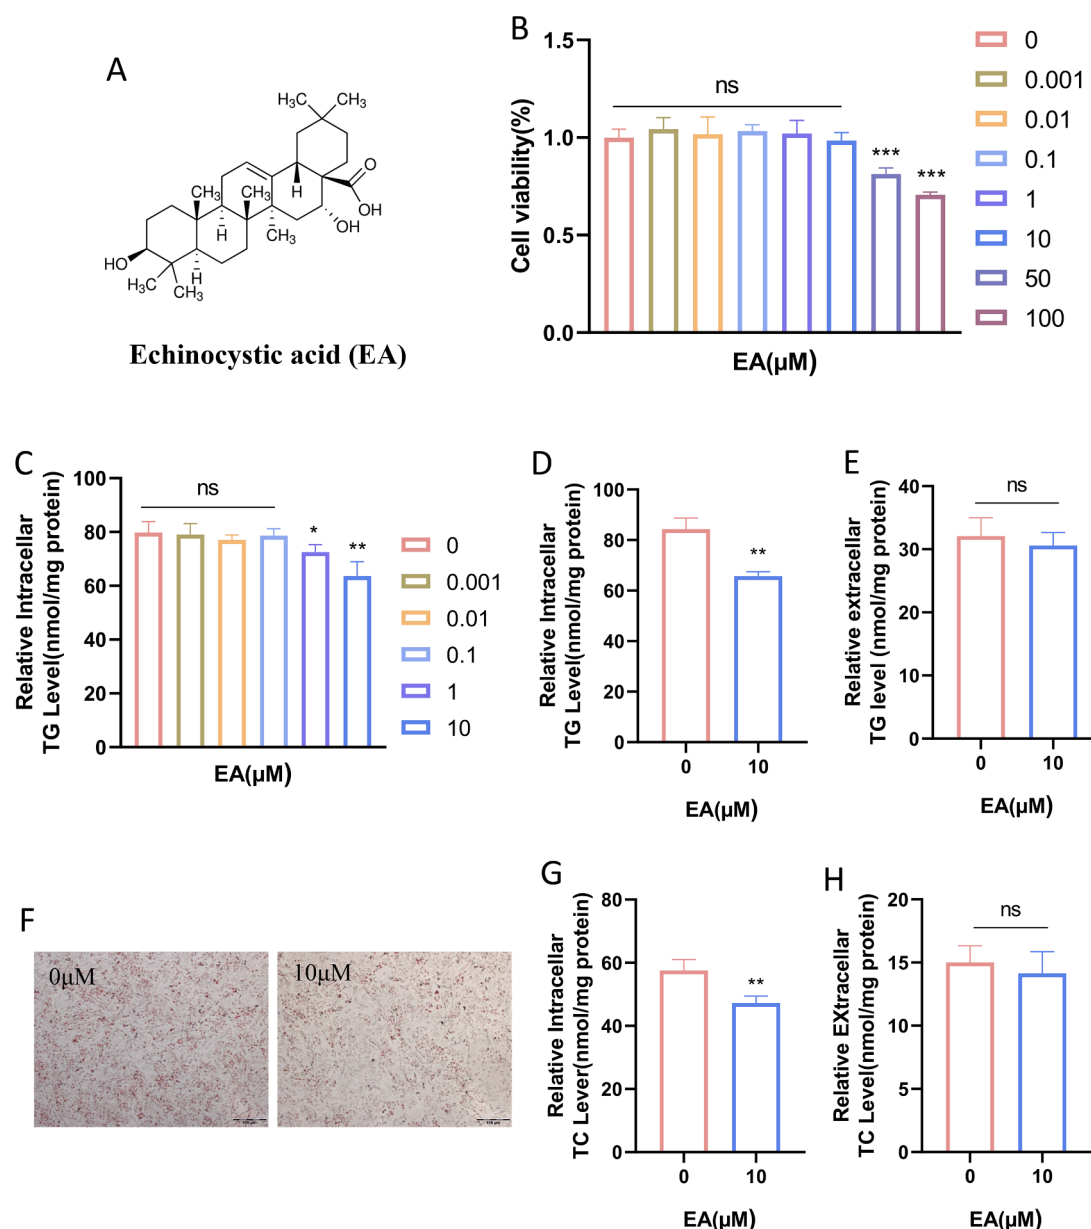 A
H₃C
CH₃
O
OH
H
CH₃
CH₃
H
CH₃
OH
H
HO
H₃C
CH₃
Echinocystic acid (EA)
B
Cell viability(%)
1.5
1.0
0.5
0.0
ns
***
***
EA(μM)
0
0.001
0.01
0.1
1
10
50
100
C
Relative Intracellar
TG Level(nmol/mg protein)
100
80
60
40
20
0
ns
*
**
EA(μM)
0
0.001
0.01
0.1
1
10
D
Relative Intracellar
TG Level(nmol/mg protein)
100
80
60
40
20
0
**
0
10
EA(μM)
E
Relative extracellar
TG level (nmol/mg protein)
40
30
20
10
0
ns
0
10
EA(μM)
F
0μM
10μM
G
Relative Intracellar
TC Lever(nmol/mg protein)
80
60
40
20
0
**
0
10
EA(μM)
H
Relative EXtracellar
TC Level(nmol/mg protein)
20
15
10
5
0
ns
0
10
EA(μM)